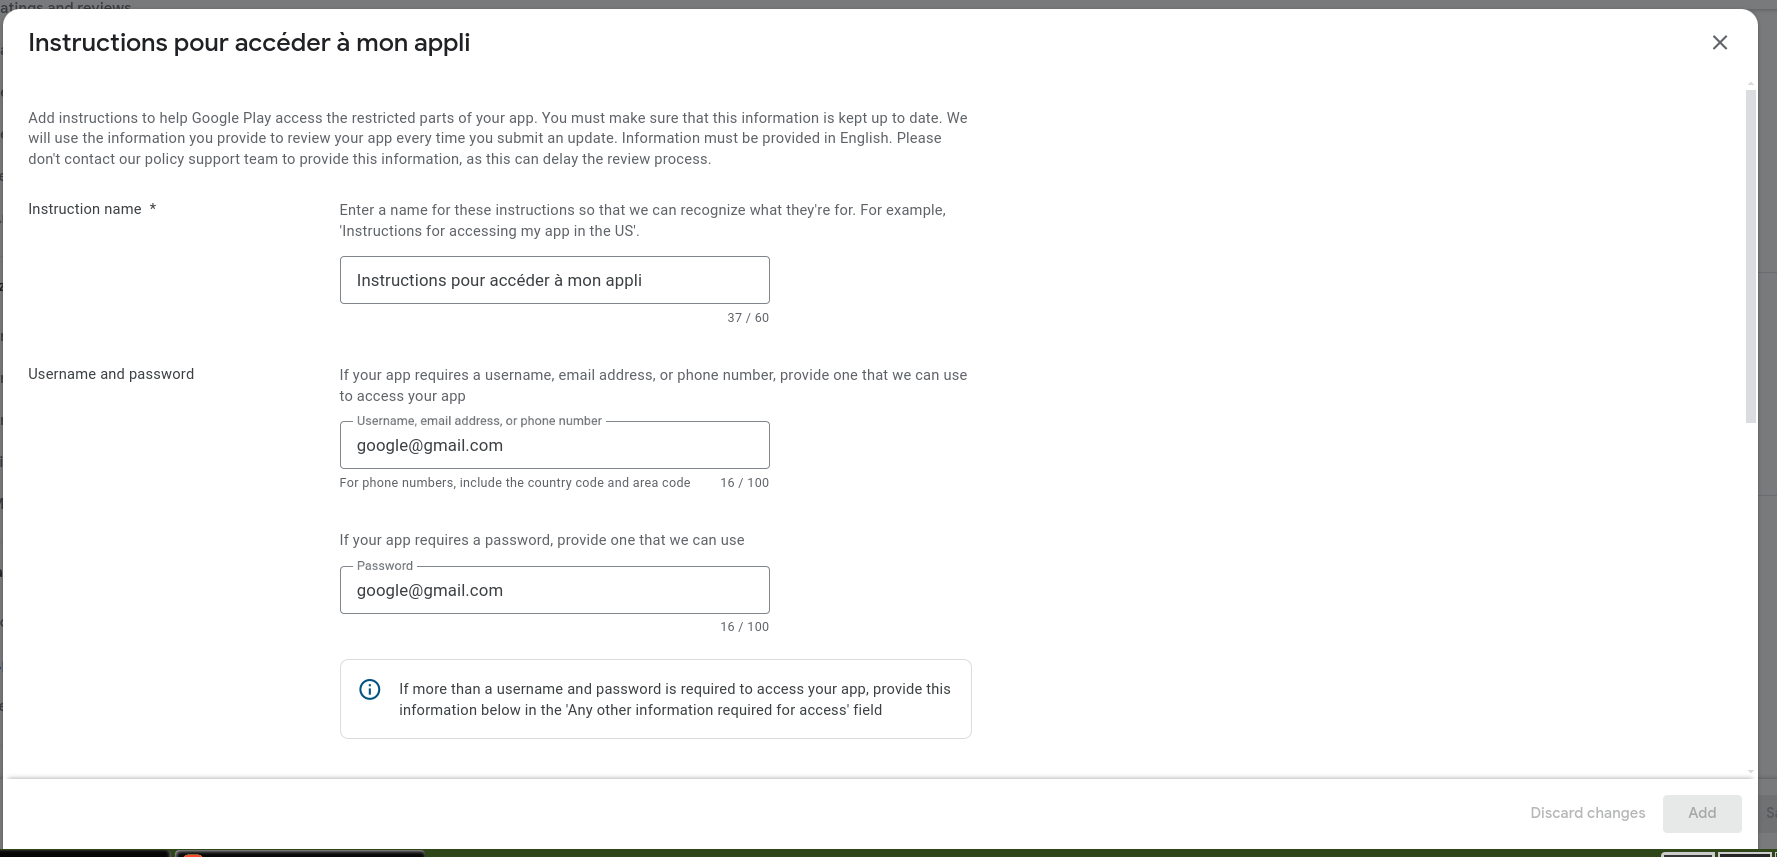 atings and reviews
Instructions pour accéder à mon appli
Add instructions to help Google Play access the restricted parts of your app. You must make sure that this information is kept up to date. We
will use the information you provide to review your app every time you submit an update. Information must be provided in English. Please
don't contact our policy support team to provide this information, as this can delay the review process.
Instruction name *
Enter a name for these instructions so that we can recognize what they're for. For example,
'Instructions for accessing my app in the US'.
Instructions pour accéder à mon appli
37 / 60
Username and password
If your app requires a username, email address, or phone number, provide one that we can use
to access your app
Username, email address, or phone number
google@gmail.com
For phone numbers, include the country code and area code 16 / 100
If your app requires a password, provide one that we can use
Password
google@gmail.com
16 / 100
If more than a username and password is required to access your app, provide this
information below in the 'Any other information required for access' field
Discard changes Add